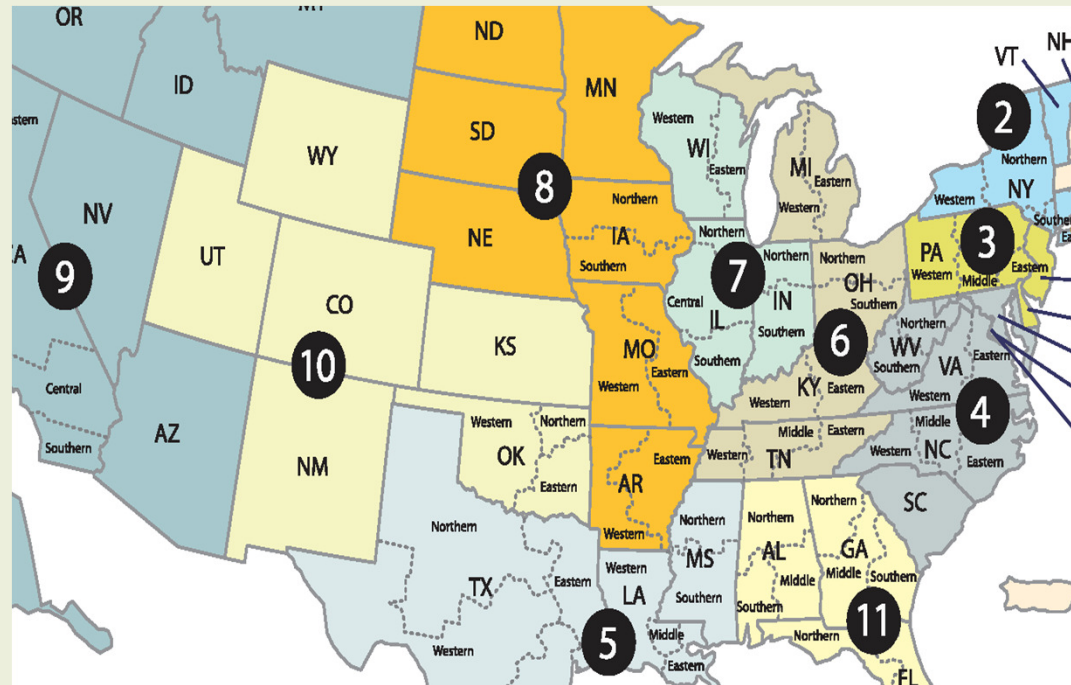 OR
MT
ND
MN
VT
NH
ID
SD
WY
Western
WI
Eastern
MI
Eastern
Western
2
Northern
NY
Western
Southern
8
Northern
IA
Southern
NE
NV
UT
9
CO
10
KS
Northern
7
Northern
Central
IL
IN
Southern
Southern
Northern
OH
Southern
6
PA
3
Western
Middle
Eastern
Northern
WV
Southern
VA
Eastern
Western
4
MO
Eastern
Western
KY
Western
Eastern
Central
Southern
AZ
NM
Western
Northern
OK
Eastern
Eastern
AR
Western
Middle
Eastern
Western
TN
Middle
Western
NC
Eastern
SC
Northern
TX
Western
Eastern
Western
LA
Middle
Eastern
5
Northern
MS
Southern
Northern
AL
Middle
Southern
Northern
GA
Middle
Southern
11
Northern
FL